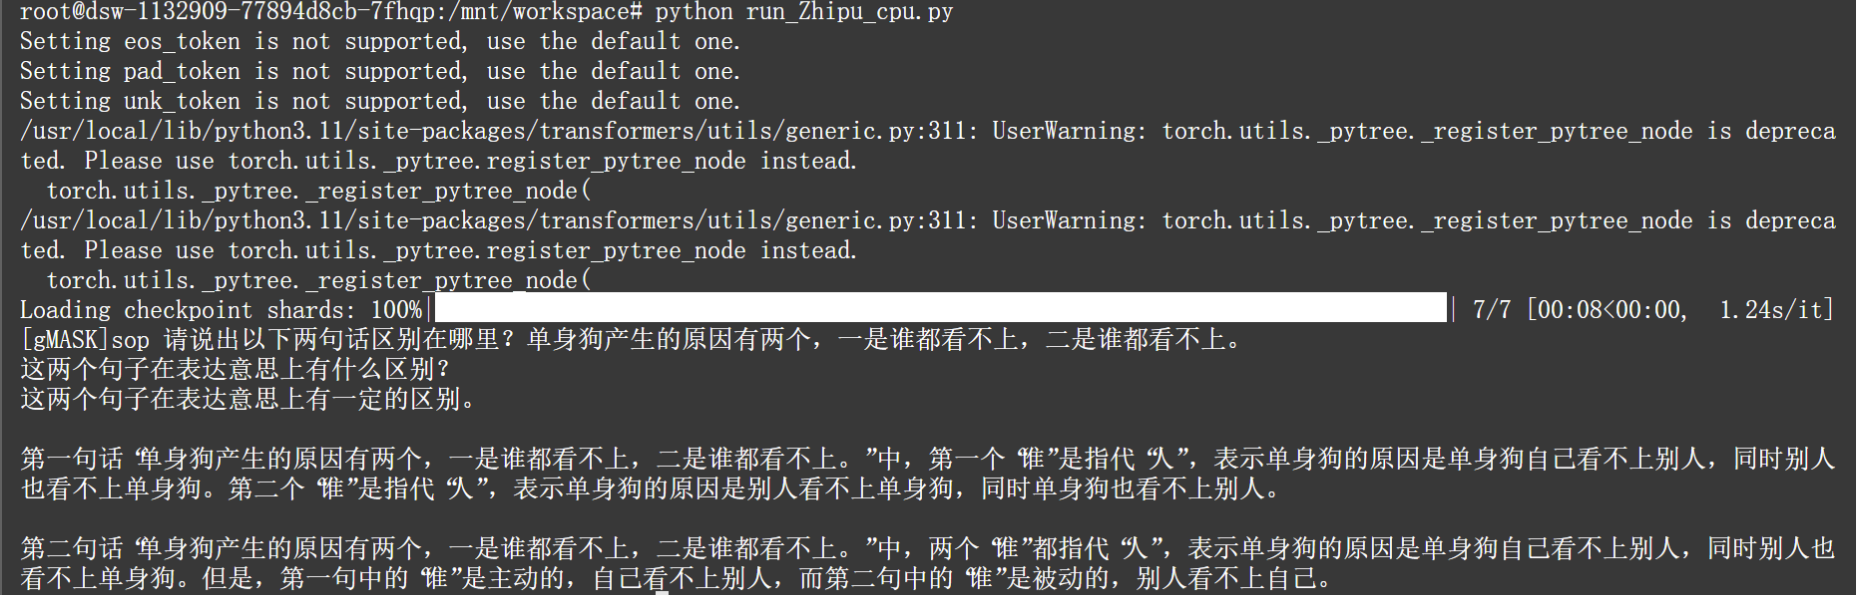 root@dsw-1132909-77894d8cb-7fhqp:/mnt/workspace# python run_Zhipu_cpu.py
Setting eos_token is not supported, use the default one.
Setting pad_token is not supported, use the default one.
Setting unk_token is not supported, use the default one.
/usr/local/lib/python3.11/site-packages/transformers/utils/generic.py:311: UserWarning: torch.utils._pytree._register_pytree_node is depreca
ted. Please use torch.utils._pytree.register_pytree_node instead.
  torch.utils._pytree._register_pytree_node(
/usr/local/lib/python3.11/site-packages/transformers/utils/generic.py:311: UserWarning: torch.utils._pytree._register_pytree_node is depreca
ted. Please use torch.utils._pytree.register_pytree_node instead.
  torch.utils._pytree._register_pytree_node(
Loading checkpoint shards: 100%|| 7/7 [00:08<00:00,  1.24s/it]
[gMASK]sop 请说出以下两句话区别在哪里？单身狗产生的原因有两个，一是谁都看不上，二是谁都看不上。
这两个句子在表达意思上有什么区别？
这两个句子在表达意思上有一定的区别。
第一句话“单身狗产生的原因有两个，一是谁都看不上，二是谁都看不上。”中，第一个“谁”是指代“人”，表示单身狗的原因是单身狗自己看不上别人，同时别人
也看不上单身狗。第二个“谁”是指代“人”，表示单身狗的原因是别人看不上单身狗，同时单身狗也看不上别人。
第二句话“单身狗产生的原因有两个，一是谁都看不上，二是谁都看不上。”中，两个“谁”都指代“人”，表示单身狗的原因是单身狗自己看不上别人，同时别人也
看不上单身狗。但是，第一句中的“谁”是主动的，自己看不上别人，而第二句中的“谁”是被动的，别人看不上自己。